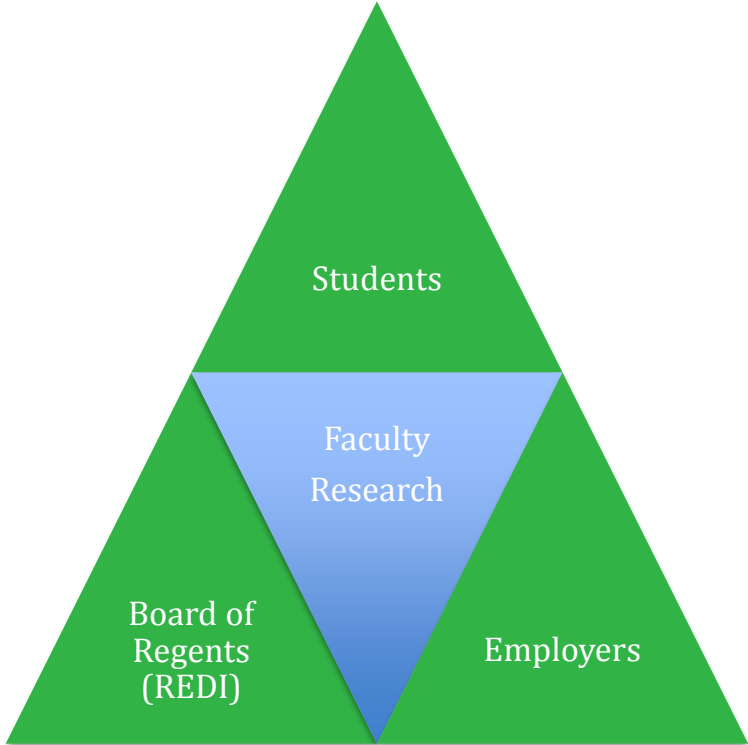 Students
Faculty
Research
Board of
Regents
(REDI)
Employers